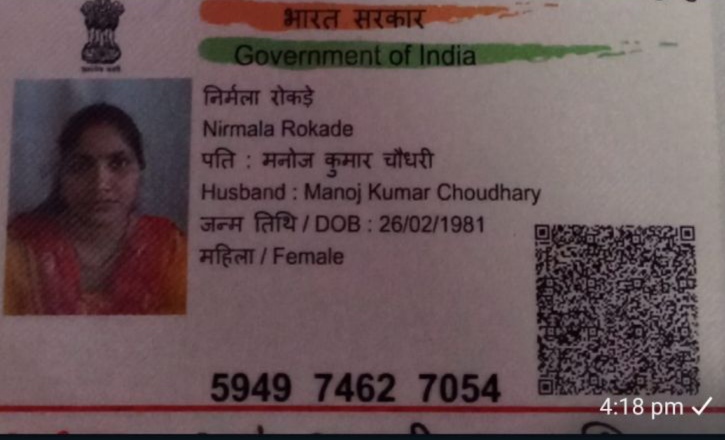 भारत सरकार
Government of India
निर्मला रोकड़े
Nirmala Rokade
पति : मनोज कुमार चौधरी
Husband : Manoj Kumar Choudhary
जन्म तिथि / DOB : 26/02/1981
महिला / Female
5949 7462 7054
4:18 pm